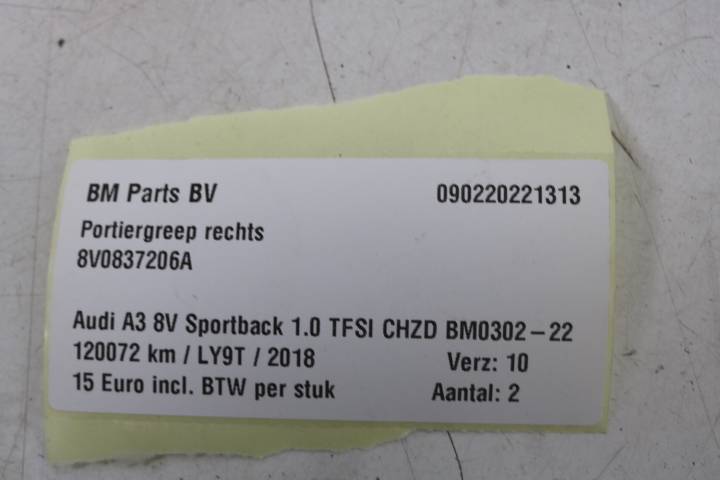 BM Parts BV 090220221313
Portiergreep rechts
8V0837206A
Audi A3 8V Sportback 1.0 TFSI CHZD BM0302-22
120072 km / LY9T / 2018 Verz: 10
15 Euro incl. BTW per stuk Aantal: 2